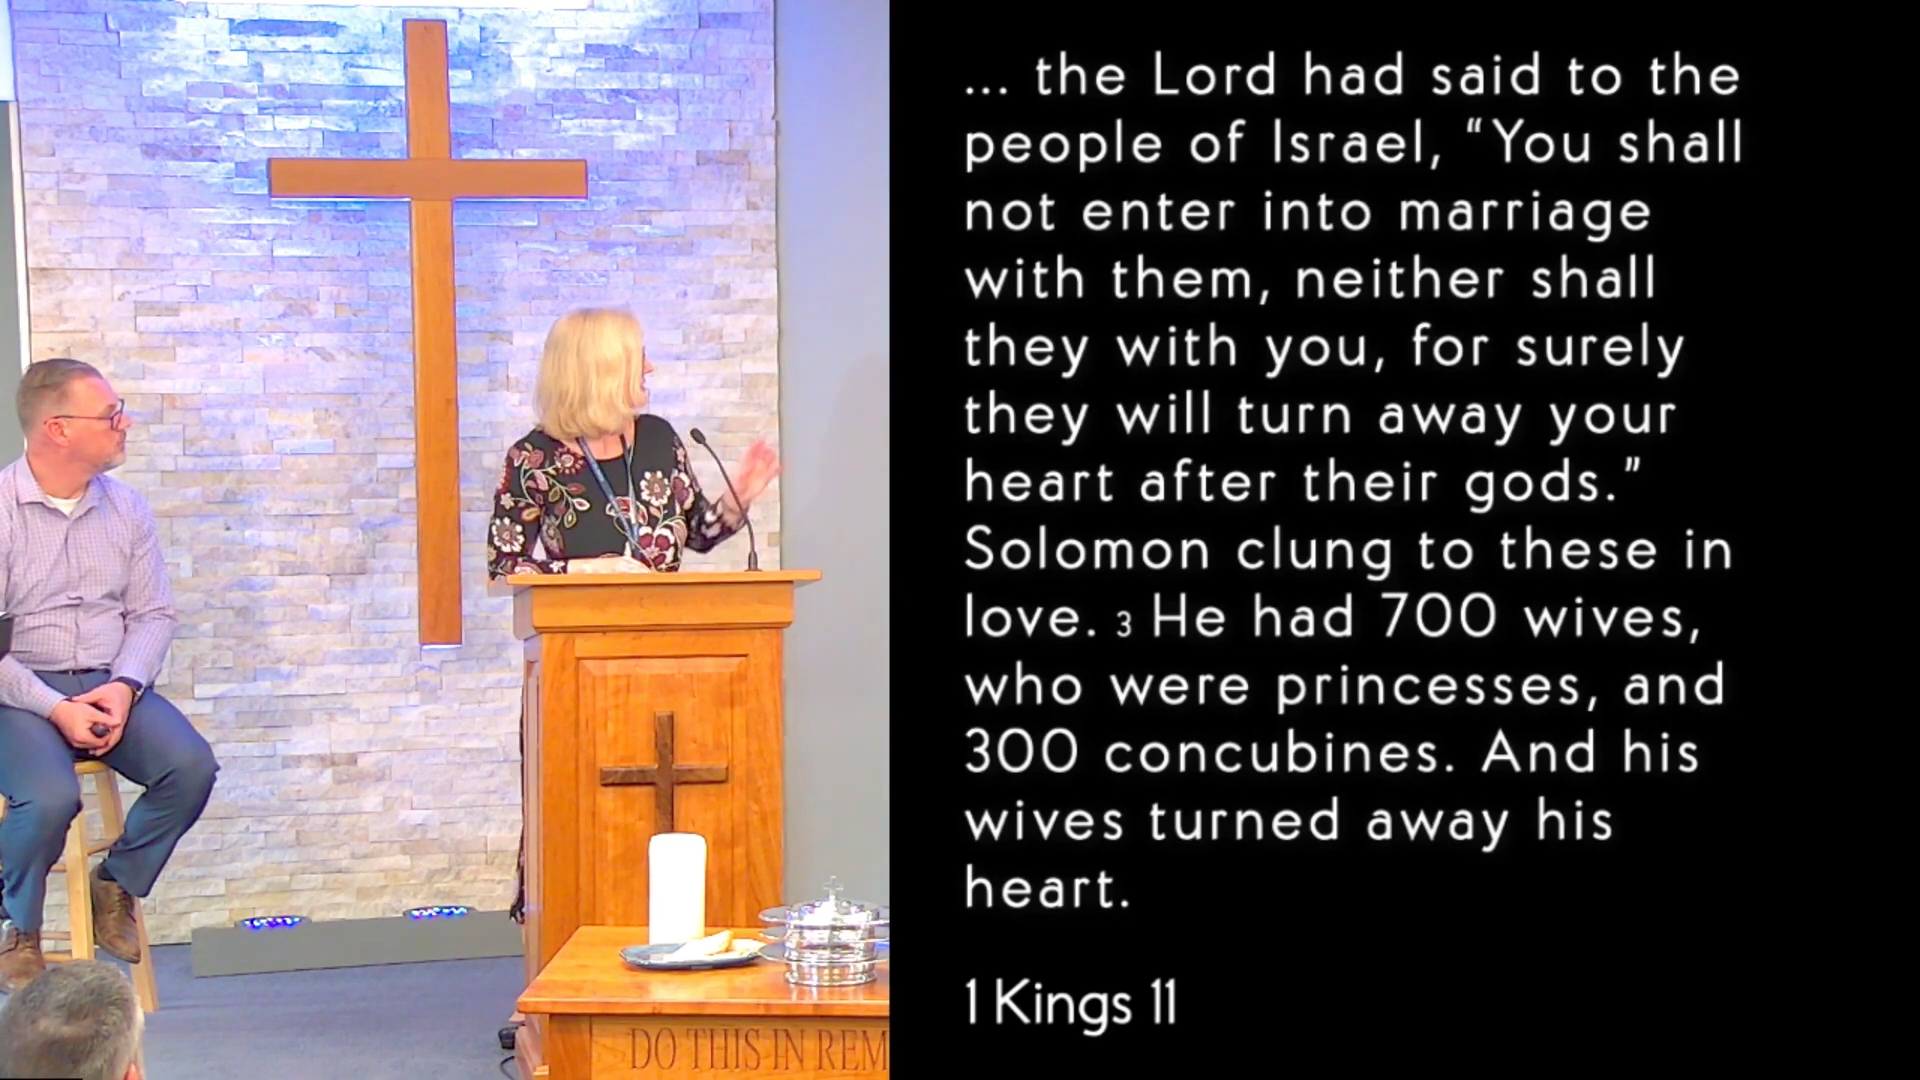 ... the Lord had said to the
people of Israel, “You shall
not enter into marriage
with them, neither shall
they with you, for surely
they will turn away your
heart after their gods.”
Solomon clung to these in
love. 3 He had 700 wives,
who were princesses, and
300 concubines. And his
wives turned away his
heart.
1 Kings 11
DO THIS IN REM